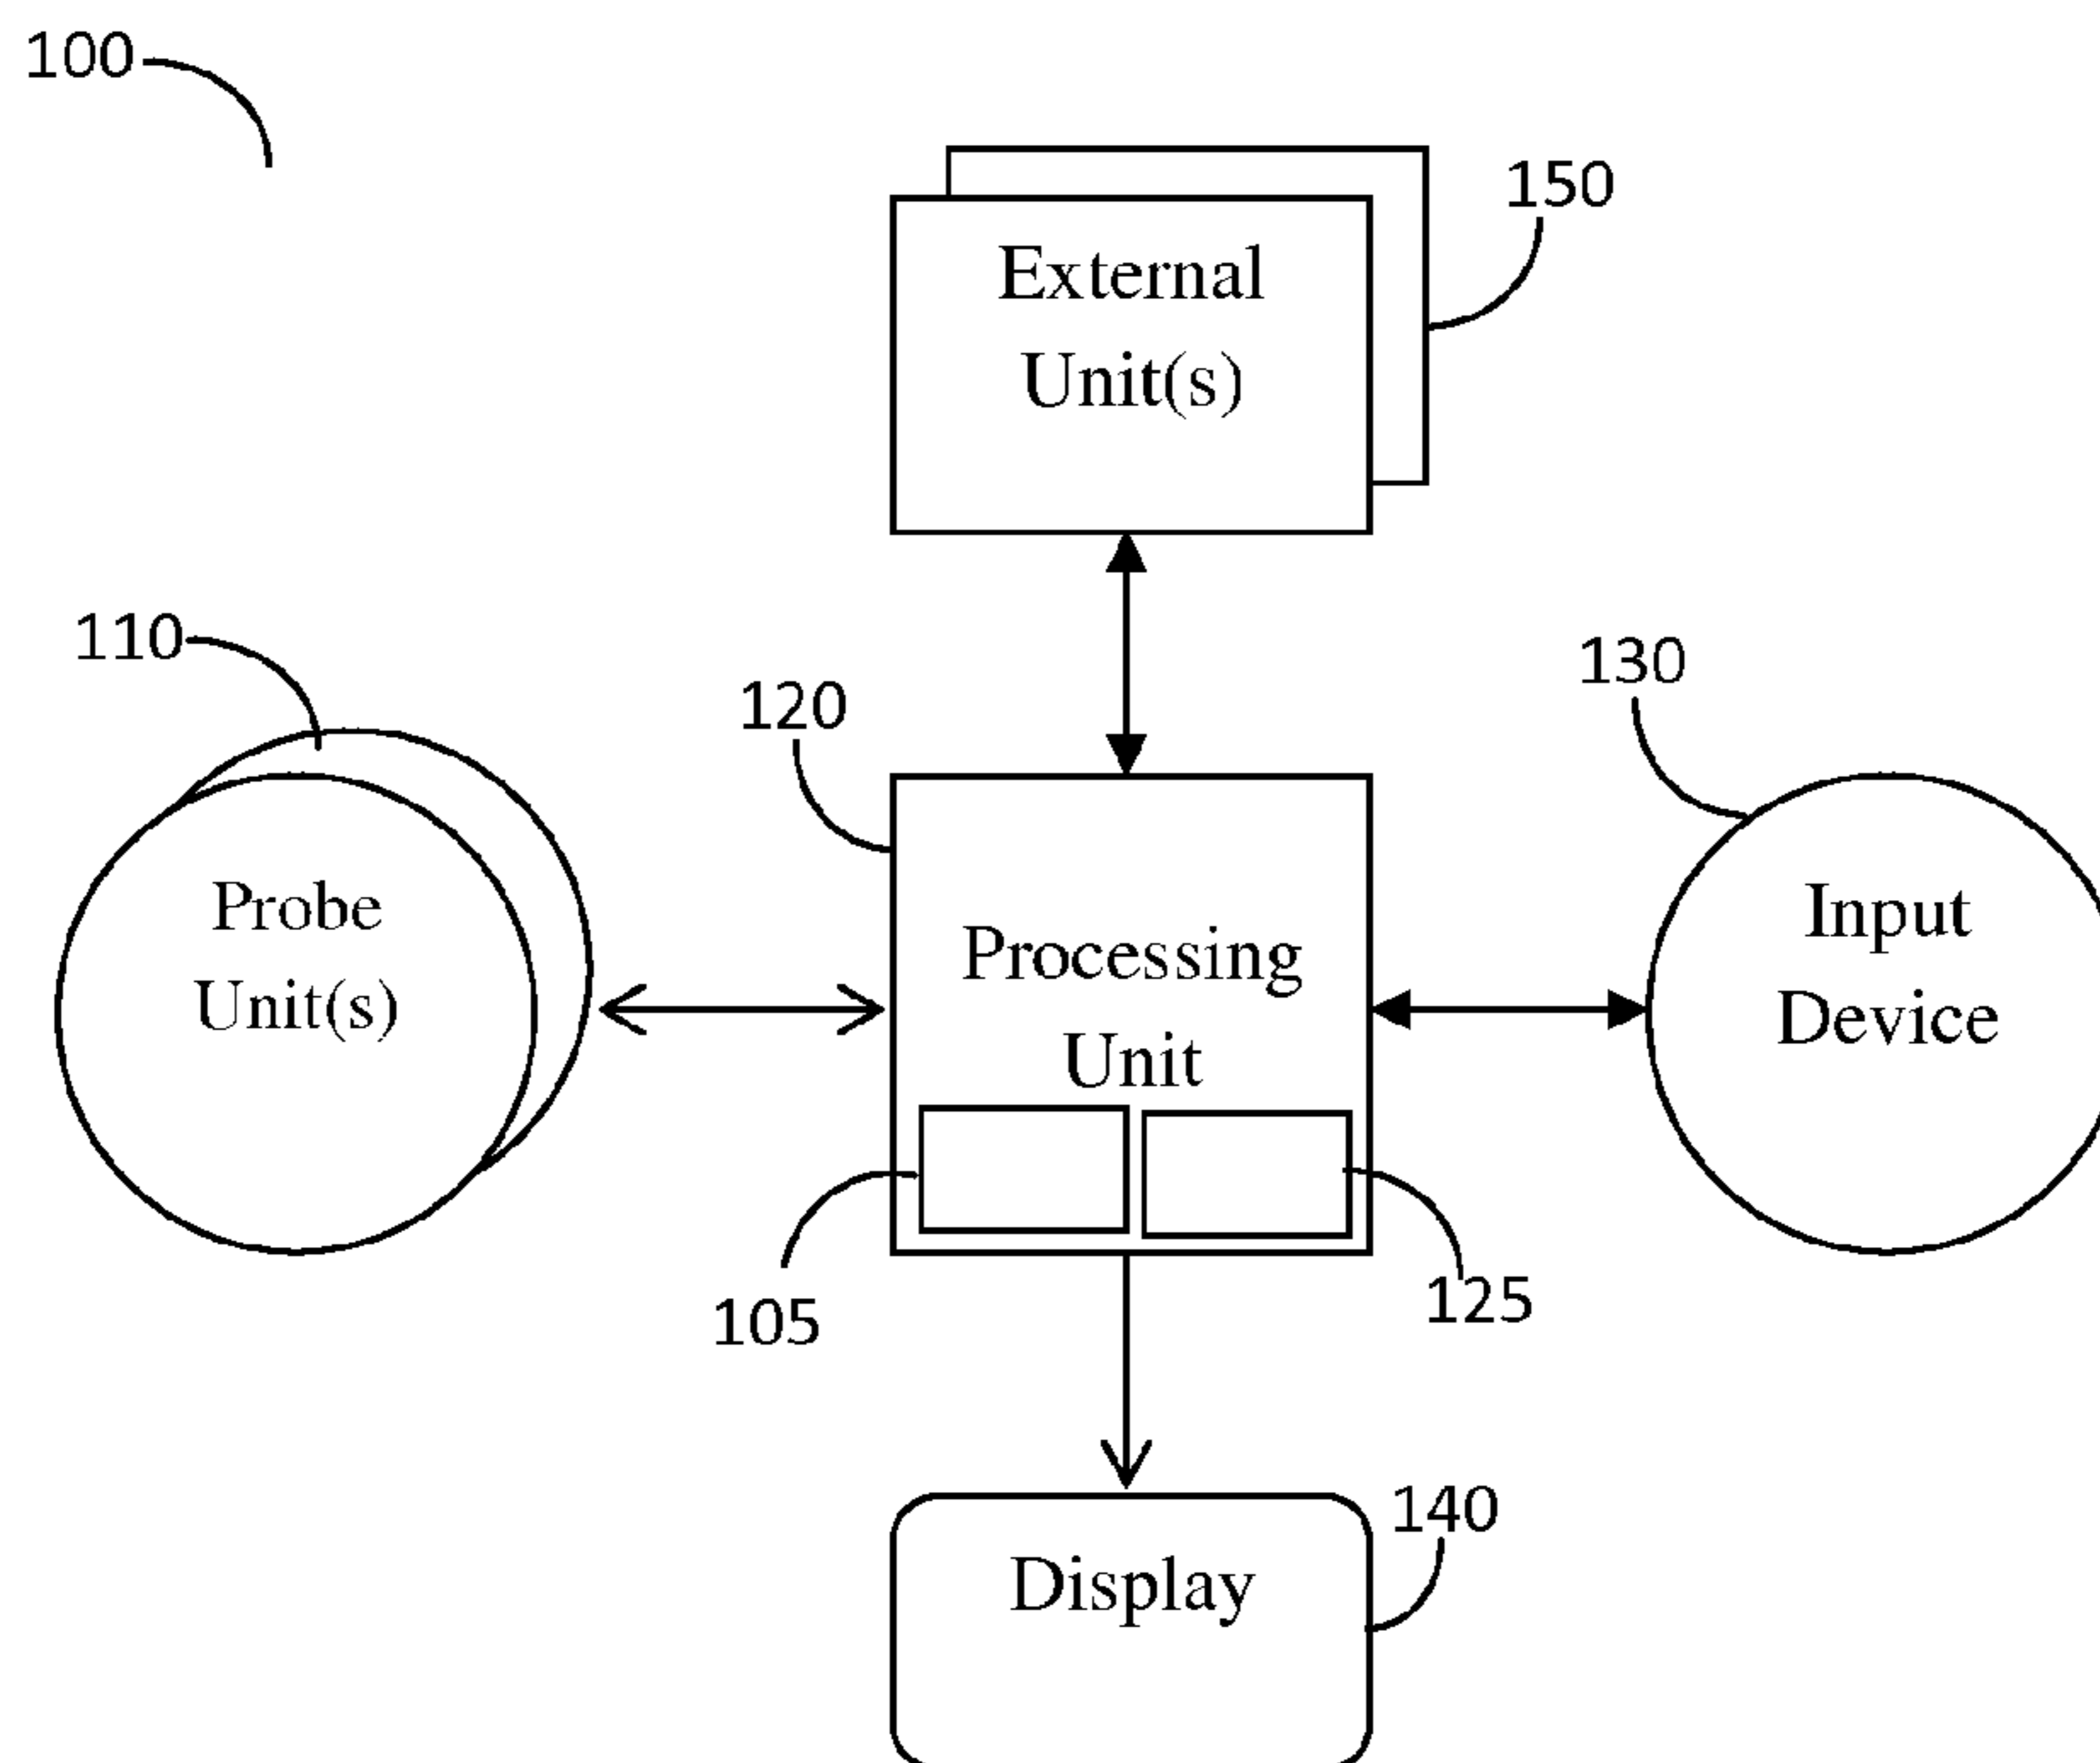 100
150
External
Unit(s)
110
120
130
Probe
Unit(s)
Processing
Unit
Input
Device
105
125
140
Display